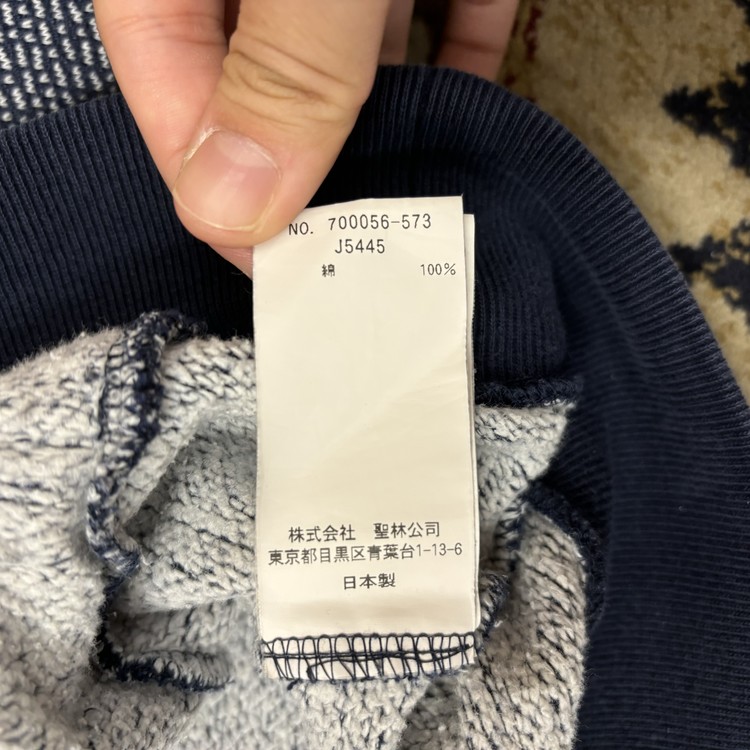 NO. 700056-573
J5445
綿 100%
株式会社 聖林公司
東京都目黒区青葉台1-13-6
日本製